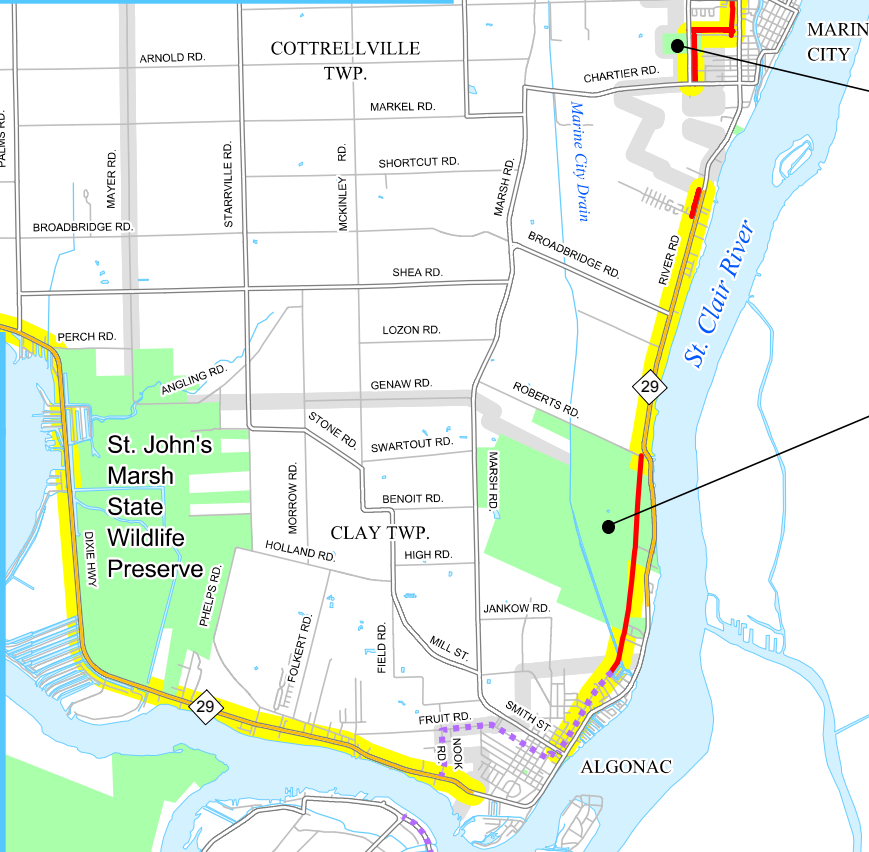 MARIN
CITY
COTTRELLVILLE
TWP.
ARNOLD RD.
CHARTIER RD.
MARKEL RD.
PALMS RD.
MAYER RD.
STARRVILLE RD.
MCKINLEY RD.
SHORTCUT RD.
MARSH RD.
Marine City Drain
BROADBRIDGE RD.
BROADBRIDGE RD.
RIVER RD
St. Clair River
SHEA RD.
PERCH RD.
LOZON RD.
ANGLING RD.
GENAW RD.
29
ROBERTS RD.
STONE RD.
SWARTOUT RD.
St. John's
Marsh
State
Wildlife
Preserve
MORROW RD.
MARSH RD.
BENOIT RD.
CLAY TWP.
DIXIE HWY
HOLLAND RD.
HIGH RD.
PHELPS RD.
JANKOW RD.
FOLKERT RD.
FIELD RD.
MILL ST.
29
FRUIT RD.
SMITH ST.
NOOK
RD.
ALGONAC